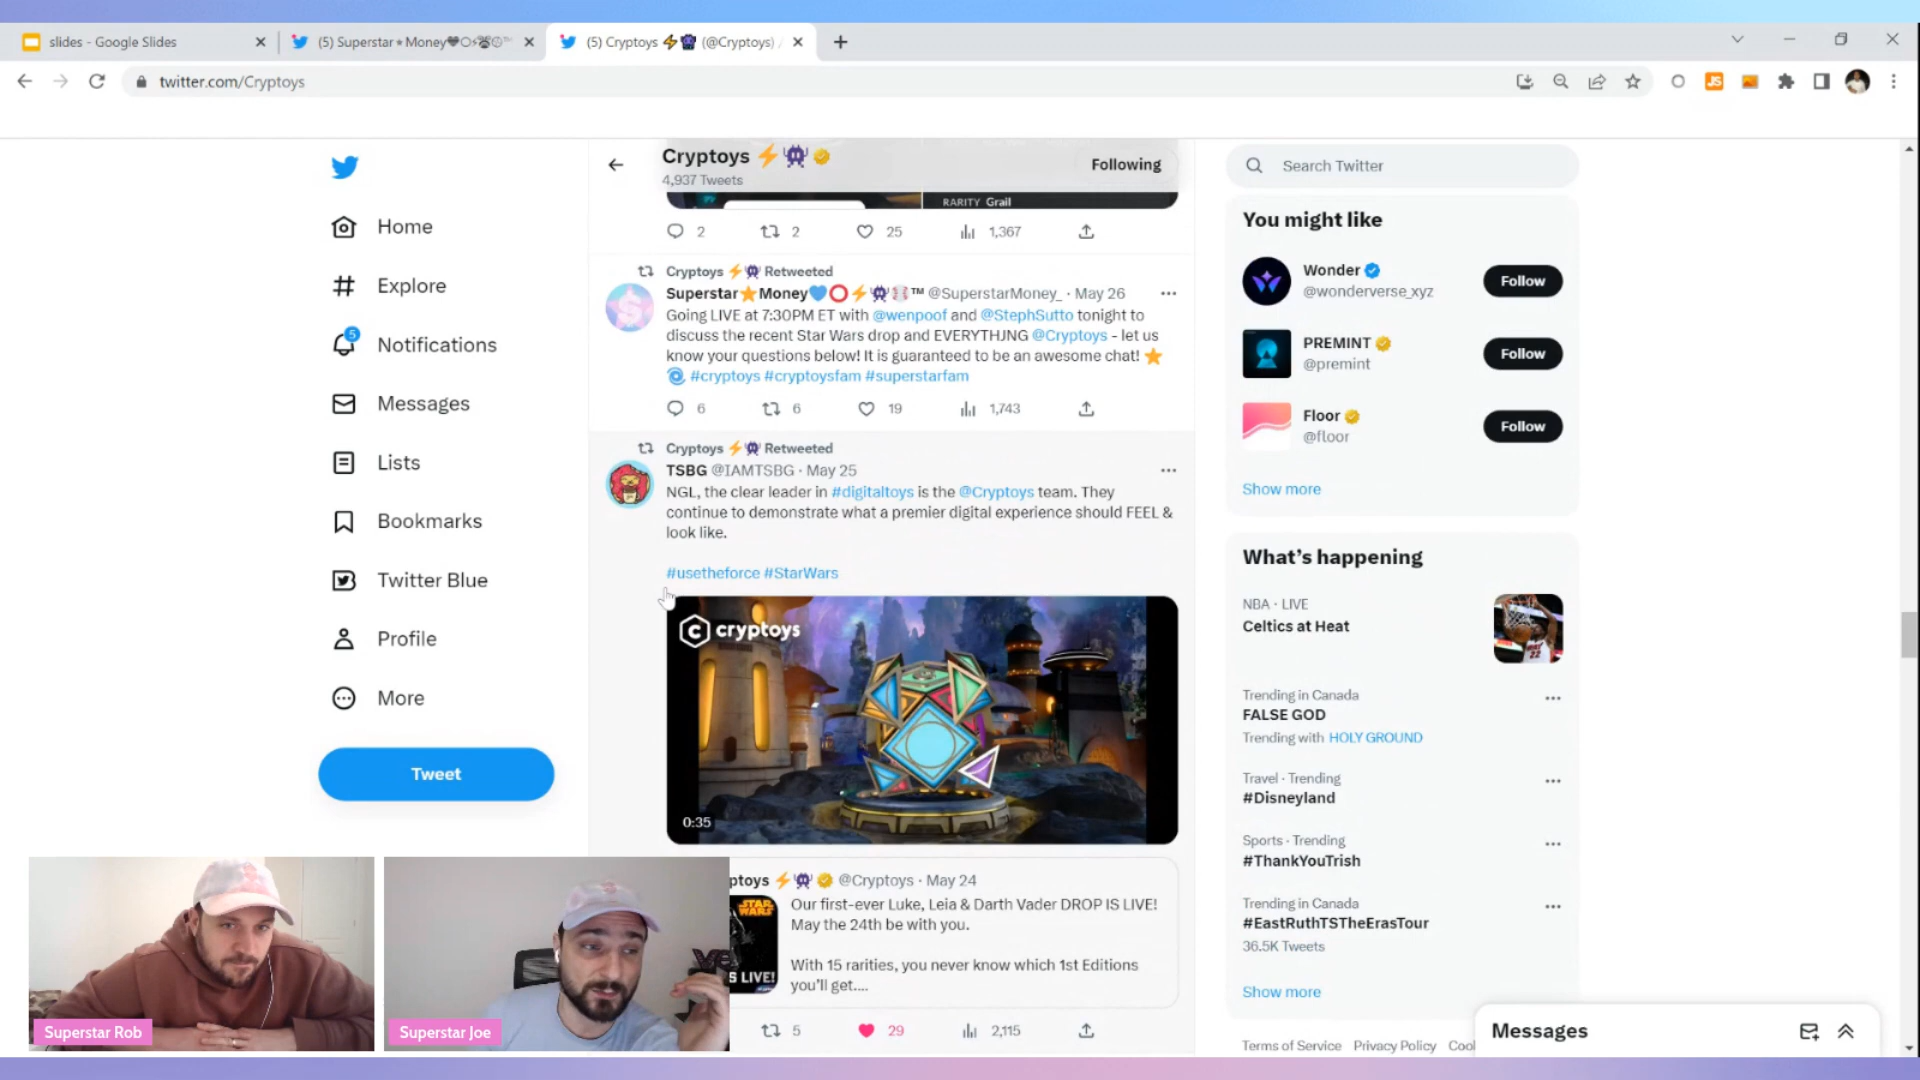 slides - Google Slides
(5) Superstar⭐Money
(5) Cryptoys ⚡👾 (@Cryptoys) /
twitter.com/Cryptoys
Home
Explore
5
Notifications
Messages
Lists
Bookmarks
Twitter Blue
Profile
More
Tweet
Cryptoys ⚡👾
4,937 Tweets
Following
RARITY Grail
2 2 25 1,367
Cryptoys ⚡👾 Retweeted
Superstar⭐Money💙⭕⚡👾⚾™ @SuperstarMoney_ · May 26
Going LIVE at 7:30PM ET with @wenpoof and @StephSutto tonight to
discuss the recent Star Wars drop and EVERYTHJNG @Cryptoys - let us
know your questions below! It is guaranteed to be an awesome chat! ⭐
🌀 #cryptoys #cryptoysfam #superstarfam
6 6 19 1,743
Cryptoys ⚡👾 Retweeted
TSBG @IAMTSBG · May 25
NGL, the clear leader in #digitaltoys is the @Cryptoys team. They
continue to demonstrate what a premier digital experience should FEEL &
look like.
#usetheforce #StarWars
cryptoys
0:35
ptoys ⚡👾 @Cryptoys · May 24
STAR WARS
Our first-ever Luke, Leia & Darth Vader DROP IS LIVE!
May the 24th be with you.
With 15 rarities, you never know which 1st Editions
you'll get....
S LIVE!
5 29 2,115
Search Twitter
You might like
Wonder
@wonderverse_xyz
Follow
PREMINT
@premint
Follow
Floor
@floor
Follow
Show more
What's happening
NBA · LIVE
Celtics at Heat
Trending in Canada
FALSE GOD
Trending with HOLY GROUND
Travel · Trending
#Disneyland
Sports · Trending
#ThankYouTrish
Trending in Canada
#EastRuthTSTheErasTour
36.5K Tweets
Show more
Terms of Service Privacy Policy Cool
Messages
Superstar Rob
Superstar Joe